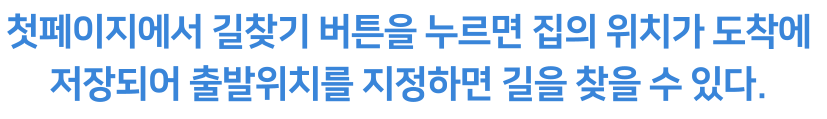 첫페이지에서 길찾기 버튼을 누르면 집의 위치가 도착에
저장되어 출발위치를 지정하면 길을 찾을 수 있다.